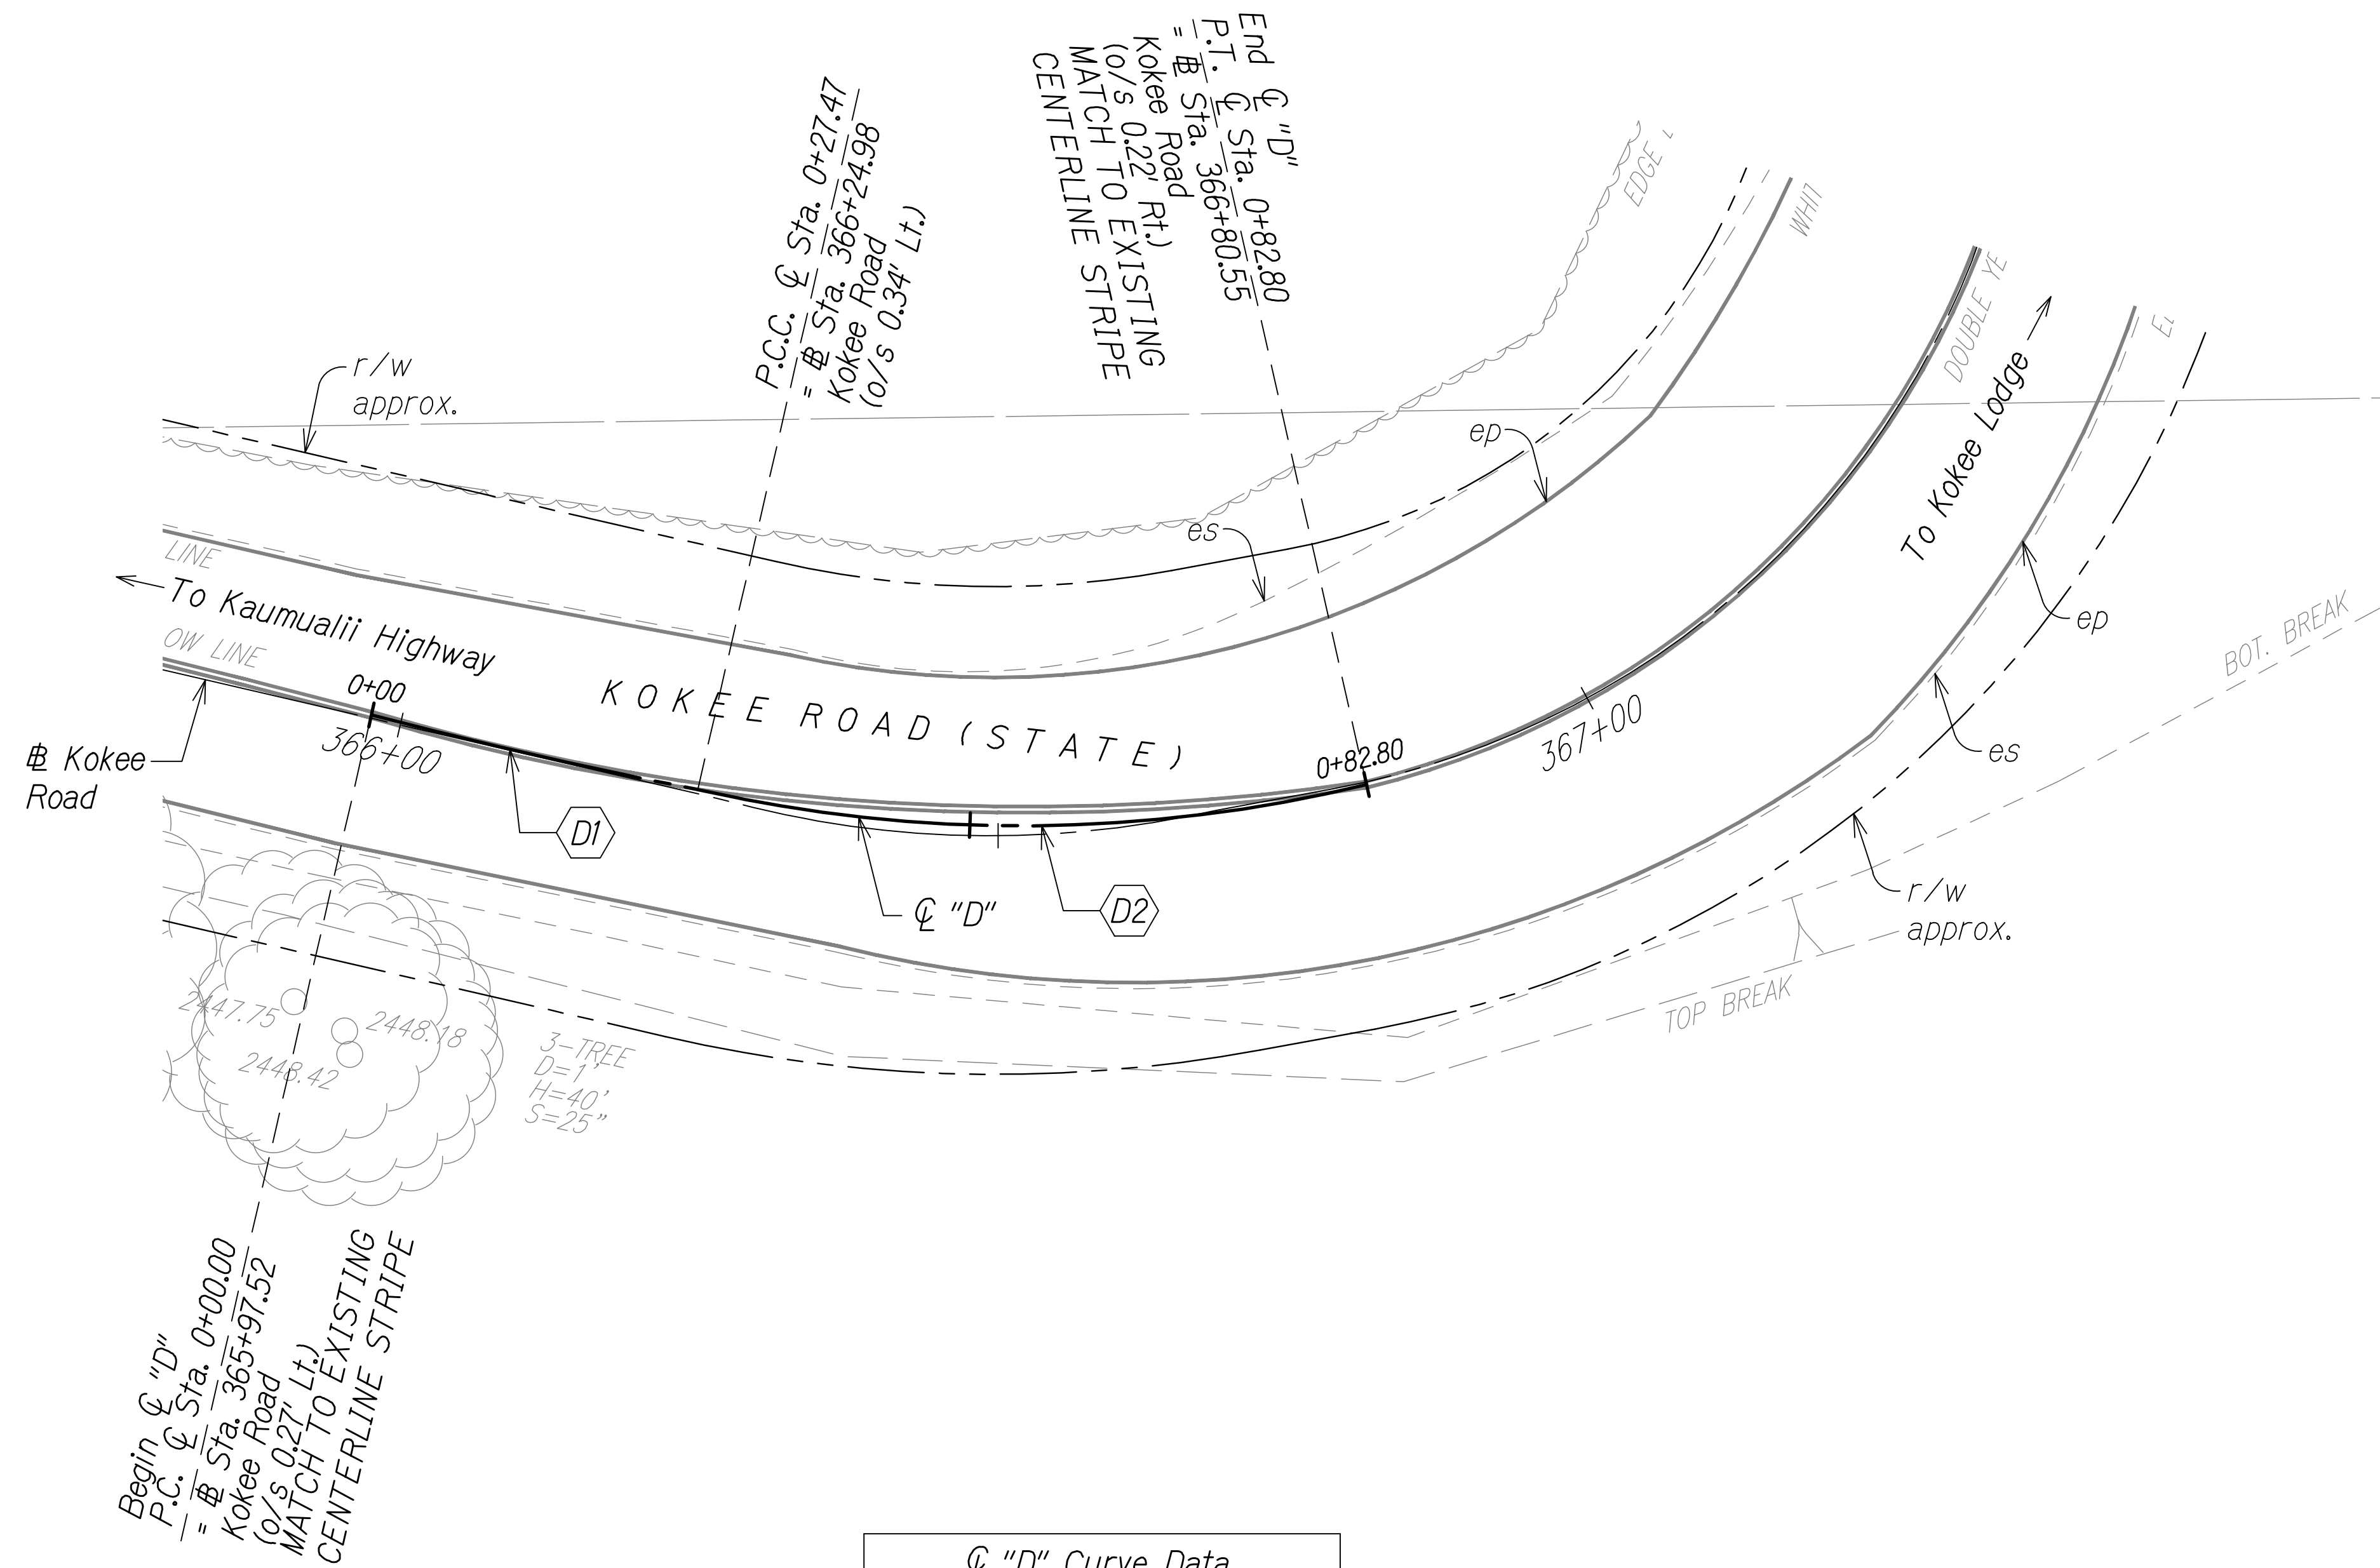 P.C.C. ℄ Sta. 0+27.47
= ⅊ Sta. 366+24.98
Kokee Road
(o/s 0.34' Lt.)
End ℄ "D"
P.T. ℄ Sta. 0+82.80
= ⅊ Sta. 366+80.55
Kokee Road
(o/s 0.22' Rt.)
MATCH TO EXISTING
CENTERLINE STRIPE
EDGE
WHIT
DOUBLE YE
r/w
approx.
ep
es
To Kokee Lodge
LINE
To Kaumualii Highway
OW LINE
0+00
366+00
KOKEE ROAD (STATE)
0+82.80
367+00
⅊ Kokee
Road
D1
℄ "D"
D2
ep
es
BOT. BREAK
r/w
approx.
TOP BREAK
2447.75
2448.18
2448.42
3-TREE
D=1'
H=40'
S=25"
Begin ℄ "D"
P.C. ℄ Sta. 0+00.00
= ⅊ Sta. 365+97.52
Kokee Road
(o/s 0.27' Lt.)
MATCH TO EXISTING
CENTERLINE STRIPE
℄ "D" Curve Data